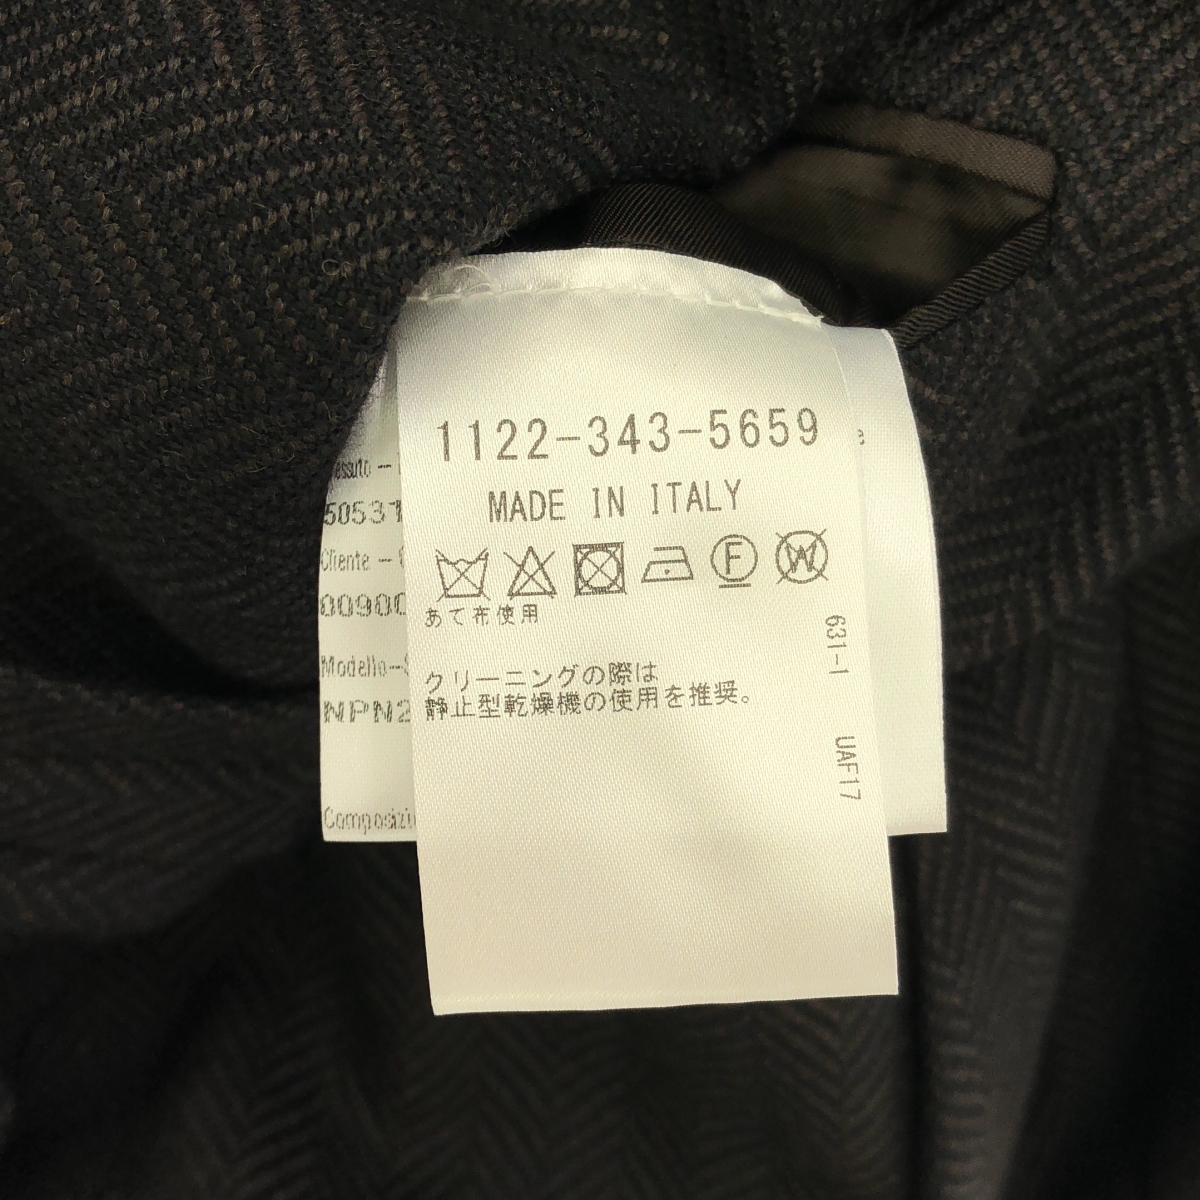 1122-343-5659
MADE IN ITALY
F W
あて布使用
クリーニングの際は
静止型乾燥機の使用を推奨。
631-I
UAF17
50531
Cliente -
00900
Modello-
NPN2